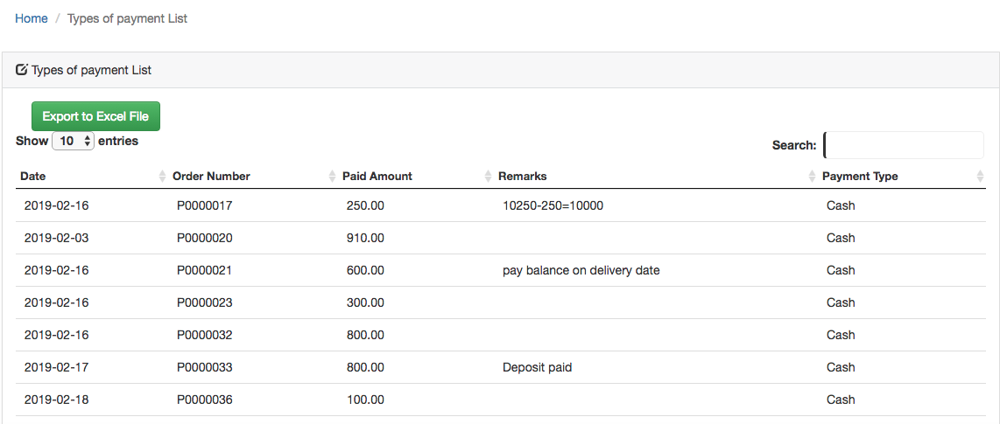 Home / Types of payment List
Types of payment List
Export to Excel File
Show 10 entries
Search:
Date Order Number Paid Amount Remarks Payment Type
2019-02-16 P0000017 250.00 10250-250=10000 Cash
2019-02-03 P0000020 910.00 Cash
2019-02-16 P0000021 600.00 pay balance on delivery date Cash
2019-02-16 P0000023 300.00 Cash
2019-02-16 P0000032 800.00 Cash
2019-02-17 P0000033 800.00 Deposit paid Cash
2019-02-18 P0000036 100.00 Cash